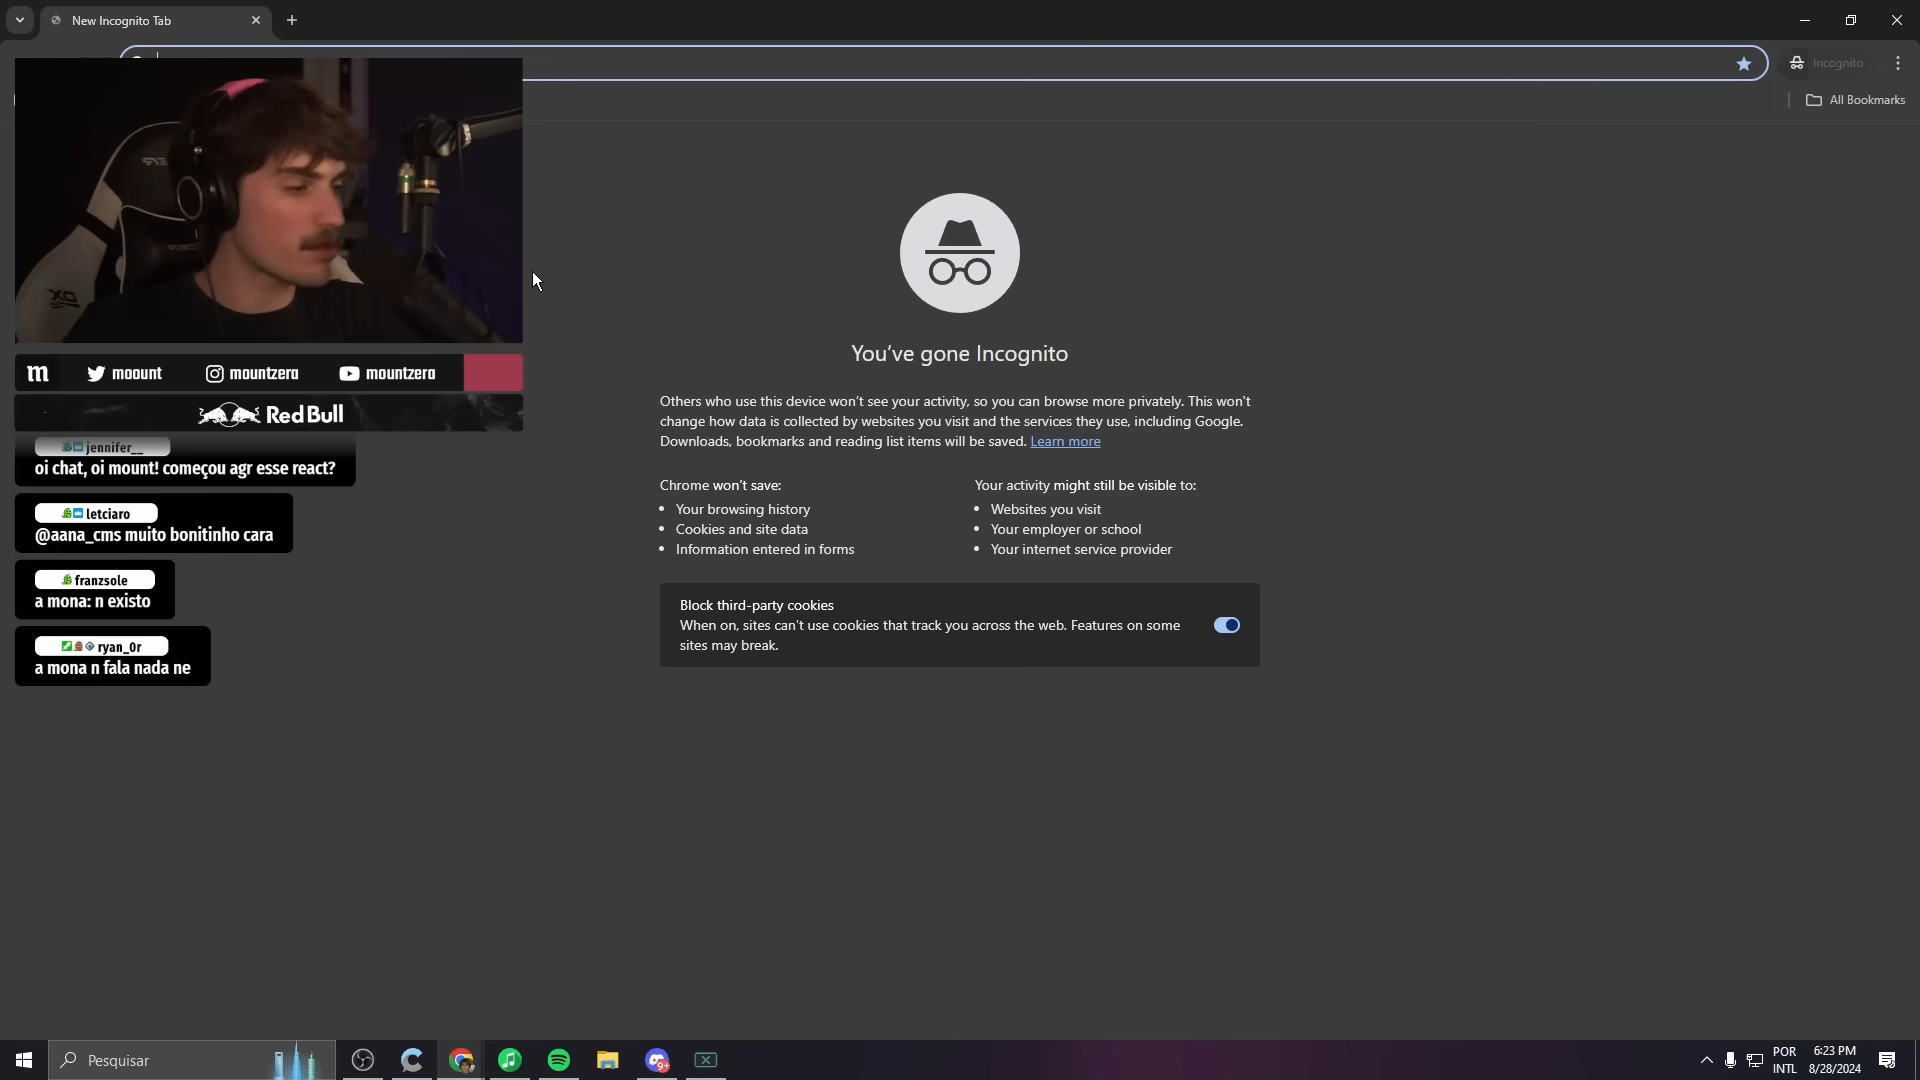 New Incognito Tab
Incognito
All Bookmarks
m moount mountzera mountzera
Red Bull
jennifer__
oi chat, oi mount! começou agr esse react?
letciaro
@aana_cms muito bonitinho cara
franzsole
a mona: n existo
ryan_0r
a mona n fala nada ne
You've gone Incognito
Others who use this device won't see your activity, so you can browse more privately. This won't
change how data is collected by websites you visit and the services they use, including Google.
Downloads, bookmarks and reading list items will be saved. Learn more
Chrome won't save:
Your browsing history
Cookies and site data
Information entered in forms
Your activity might still be visible to:
Websites you visit
Your employer or school
Your internet service provider
Block third-party cookies
When on, sites can't use cookies that track you across the web. Features on some
sites may break.
Pesquisar
9+
POR
INTL
6:23 PM
8/28/2024